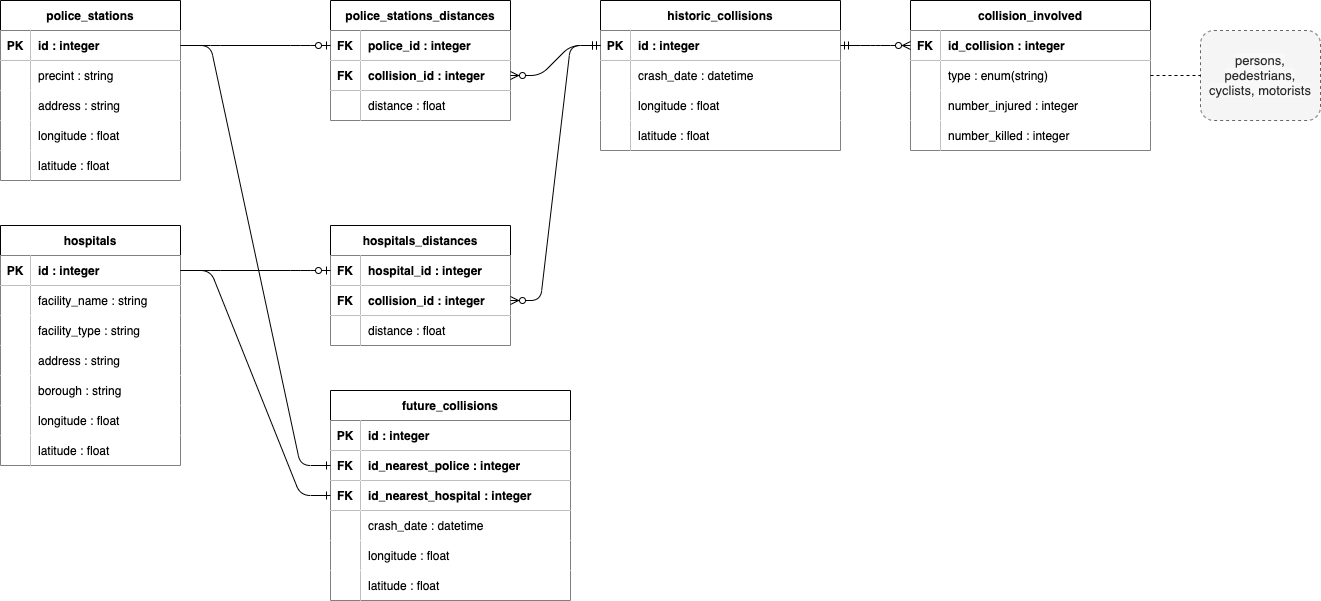 police_stations
PK id : integer
precint : string
address : string
longitude : float
latitude : float
police_stations_distances
FK police_id : integer
FK collision_id : integer
distance : float
historic_collisions
PK id : integer
crash_date : datetime
longitude : float
latitude : float
collision_involved
FK id_collision : integer
type : enum(string)
number_injured : integer
number_killed : integer
persons,
pedestrians,
cyclists, motorists
hospitals
PK id : integer
facility_name : string
facility_type : string
address : string
borough : string
longitude : float
latitude : float
hospitals_distances
FK hospital_id : integer
FK collision_id : integer
distance : float
future_collisions
PK id : integer
FK id_nearest_police : integer
FK id_nearest_hospital : integer
crash_date : datetime
longitude : float
latitude : float